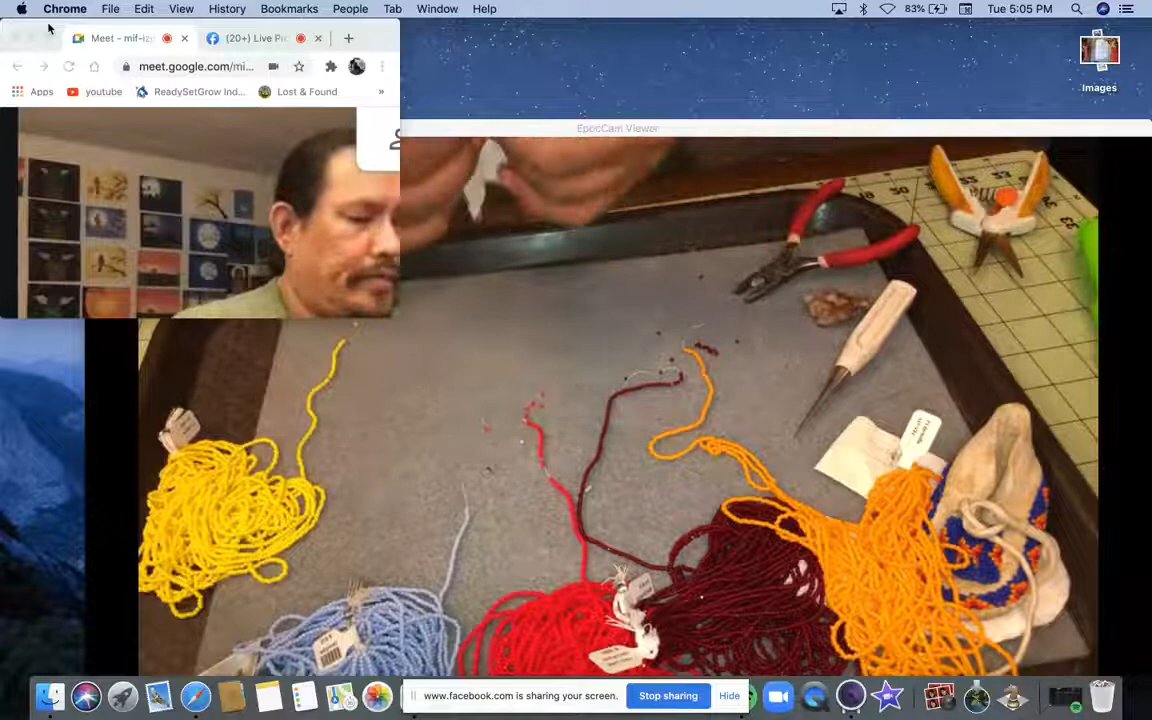 Chrome File Edit View History Bookmarks People Tab Window Help 83% Tue 5:05 PM
Meet - mif-iz (20+) Live Pr
meet.google.com/mi...
Apps youtube ReadySetGrow Ind... Lost & Found »
Images
EpocCam Viewer
www.facebook.com is sharing your screen. Stop sharing Hide